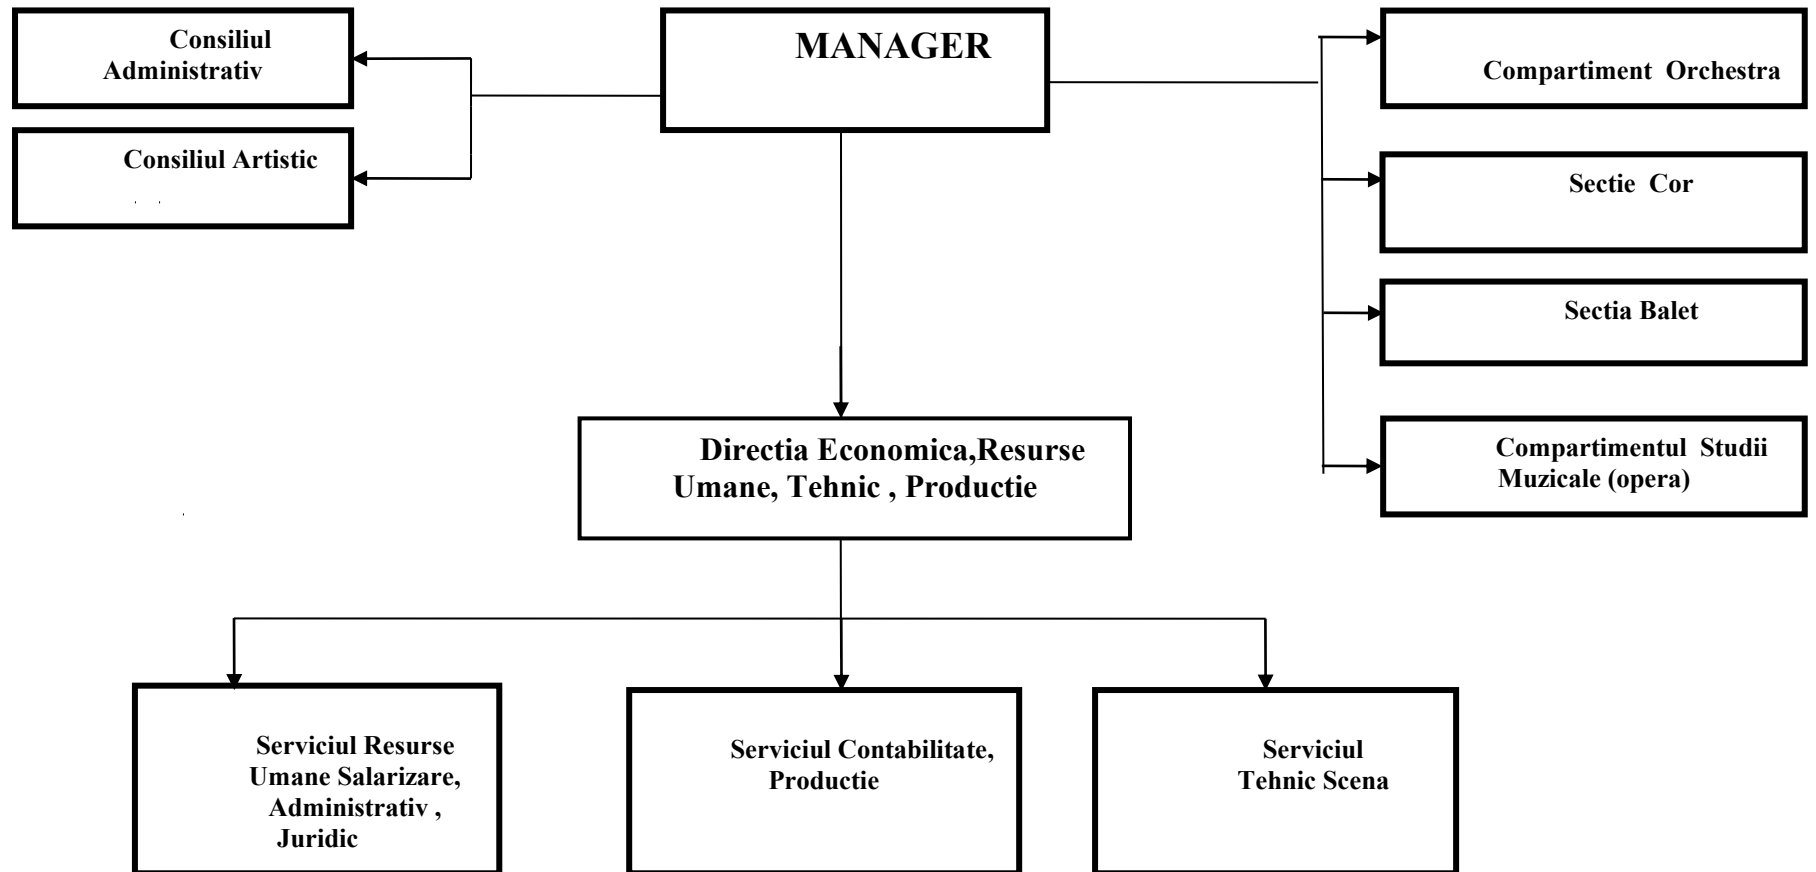 Consiliul
Administrativ
Consiliul Artistic
MANAGER
Compartiment Orchestra
Sectie Cor
Sectia Balet
Compartimentul Studii
Muzicale (opera)
Directia Economica,Resurse
Umane, Tehnic , Productie
Serviciul Resurse
Umane Salarizare,
Administrativ ,
Juridic
Serviciul Contabilitate,
Productie
Serviciul
Tehnic Scena